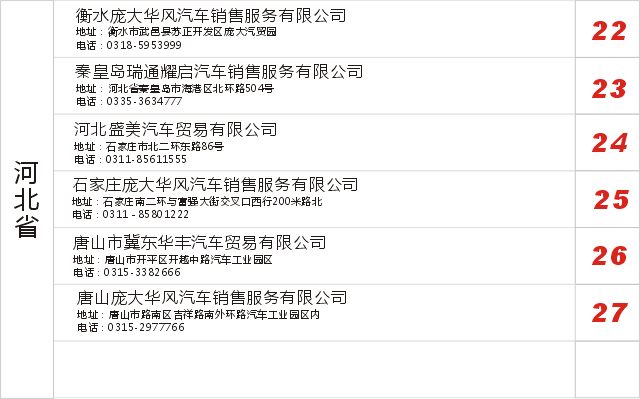 河北省
衡水庞大华风汽车销售服务有限公司
22
地址：衡水市武邑县苏正开发区庞大汽贸园
电话：0318-5953999
秦皇岛瑞通耀启汽车销售服务有限公司
23
地址：河北省秦皇岛市海港区北环路504号
电话：0335-3634777
河北盛美汽车贸易有限公司
24
地址：石家庄市北二环东路86号
电话：0311-85611555
石家庄庞大华风汽车销售服务有限公司
25
地址：石家庄南二环与富强大街交叉口西行200米路北
电话：0311-85801222
唐山市冀东华丰汽车贸易有限公司
26
地址：唐山市开平区开越中路汽车工业园区
电话：0315-3382666
唐山庞大华风汽车销售服务有限公司
27
地址：唐山市路南区吉祥路南外环路汽车工业园区内
电话：0315-2977766